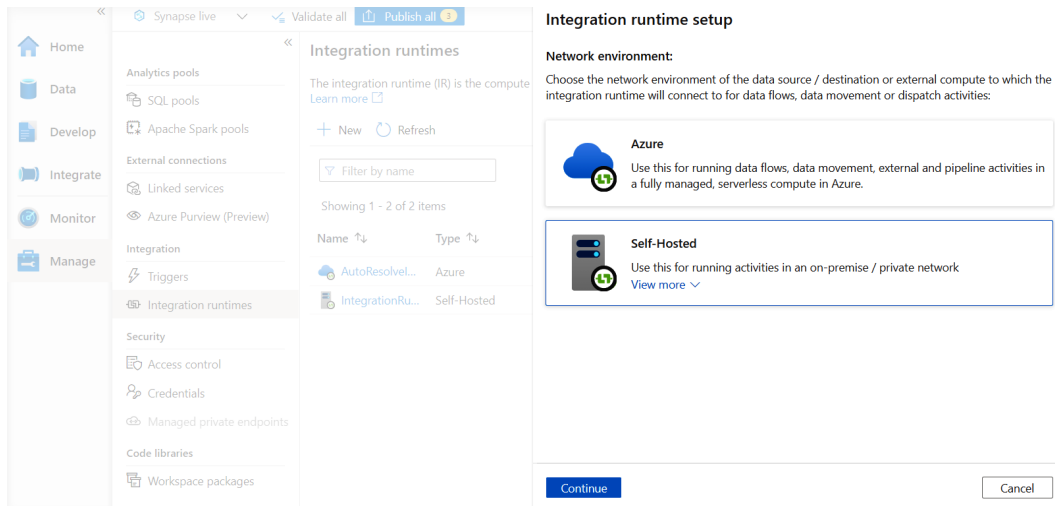 Synapse live
Validate all
Publish all 3
Home
Data
Develop
Integrate
Monitor
Manage
Analytics pools
SQL pools
Apache Spark pools
External connections
Linked services
Azure Purview (Preview)
Integration
Triggers
Integration runtimes
Security
Access control
Credentials
Managed private endpoints
Code libraries
Workspace packages
Integration runtimes
The integration runtime (IR) is the compute
Learn more
New
Refresh
Filter by name
Showing 1 - 2 of 2 items
Name
Type
AutoResolveI...
Azure
IntegrationRu...
Self-Hosted
Integration runtime setup
Network environment:
Choose the network environment of the data source / destination or external compute to which the
integration runtime will connect to for data flows, data movement or dispatch activities:
Azure
Use this for running data flows, data movement, external and pipeline activities in
a fully managed, serverless compute in Azure.
Self-Hosted
Use this for running activities in an on-premise / private network
View more
Continue
Cancel